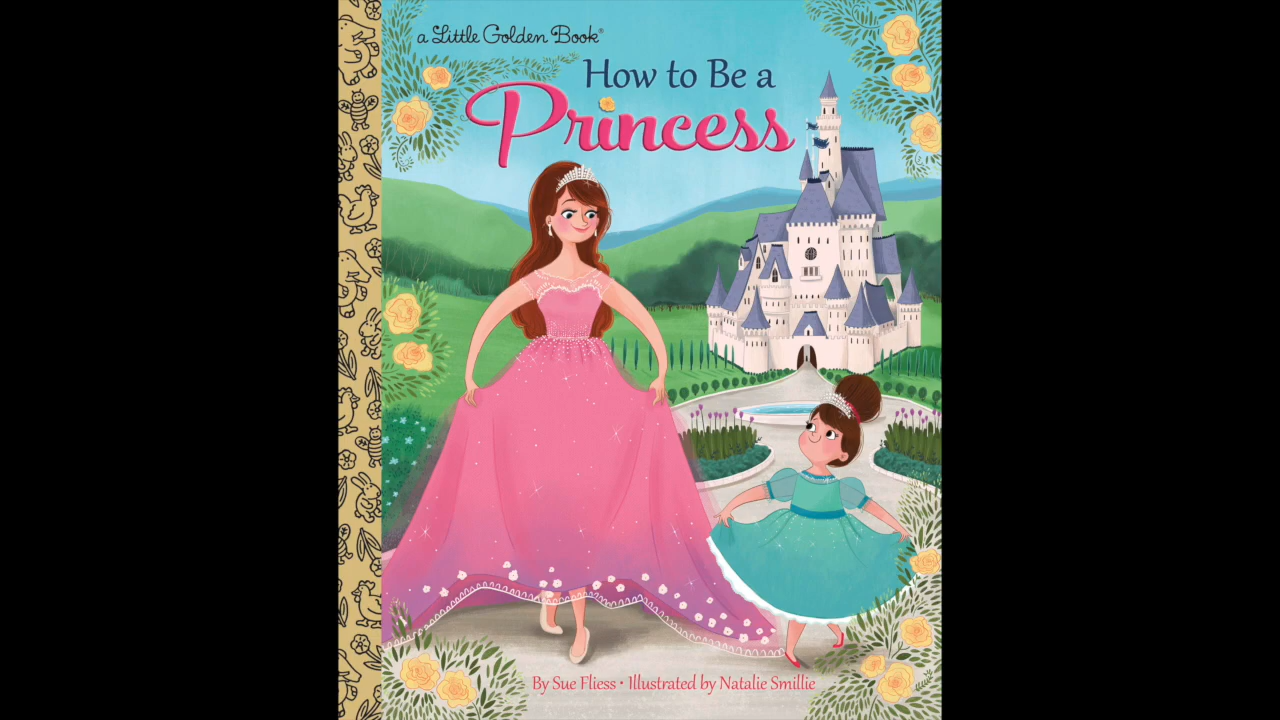 a Little Golden Book®
How to Be a
Princess
By Sue Fliess • Illustrated by Natalie Smillie